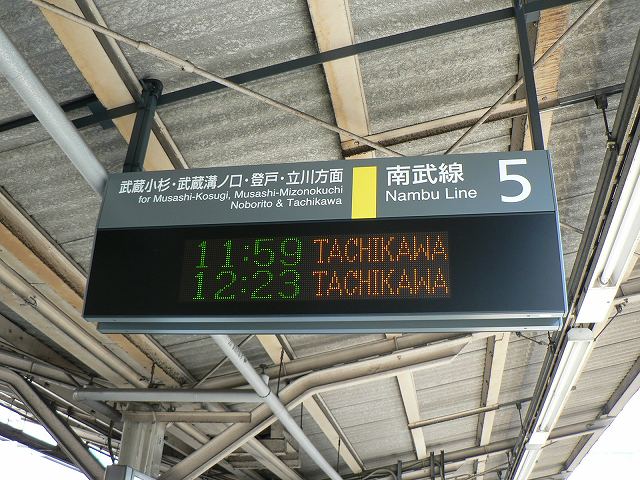 武蔵小杉・武蔵溝ノ口・登戸・立川方面
for Musashi-Kosugi, Musashi-Mizonokuchi
Noborito & Tachikawa
南武線
Nambu Line
5
11:59 TACHIKAWA
12:23 TACHIKAWA